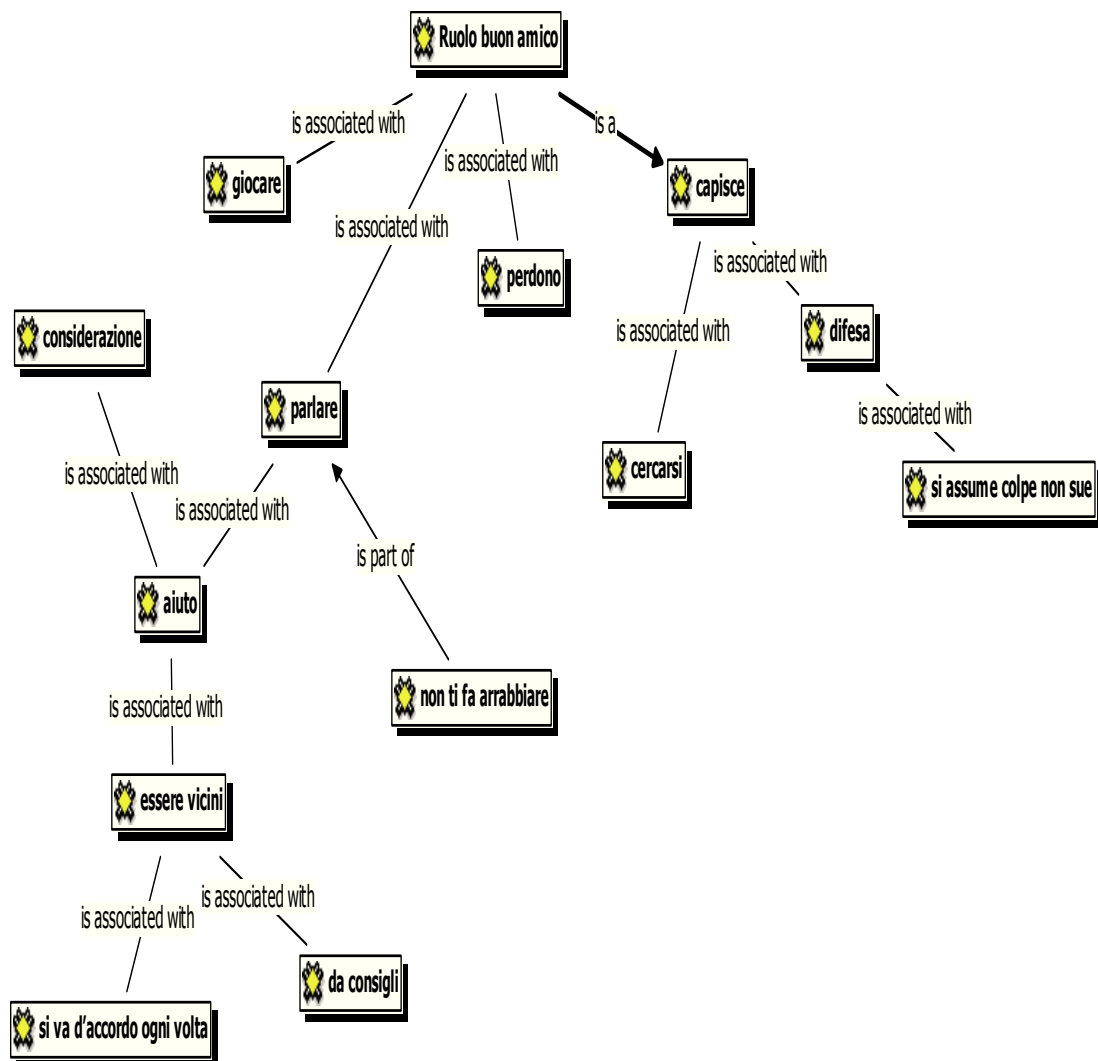 Ruolo buon amico
is associated with
is a
is associated with
giocare
capisce
is associated with
is associated with
perdono
considerazione
is associated with
difesa
parlare
is associated with
cercarsi
is associated with
si assume colpe non sue
is associated with
is part of
aiuto
non ti fa arrabbiare
is associated with
essere vicini
is associated with
is associated with
da consigli
si va d'accordo ogni volta